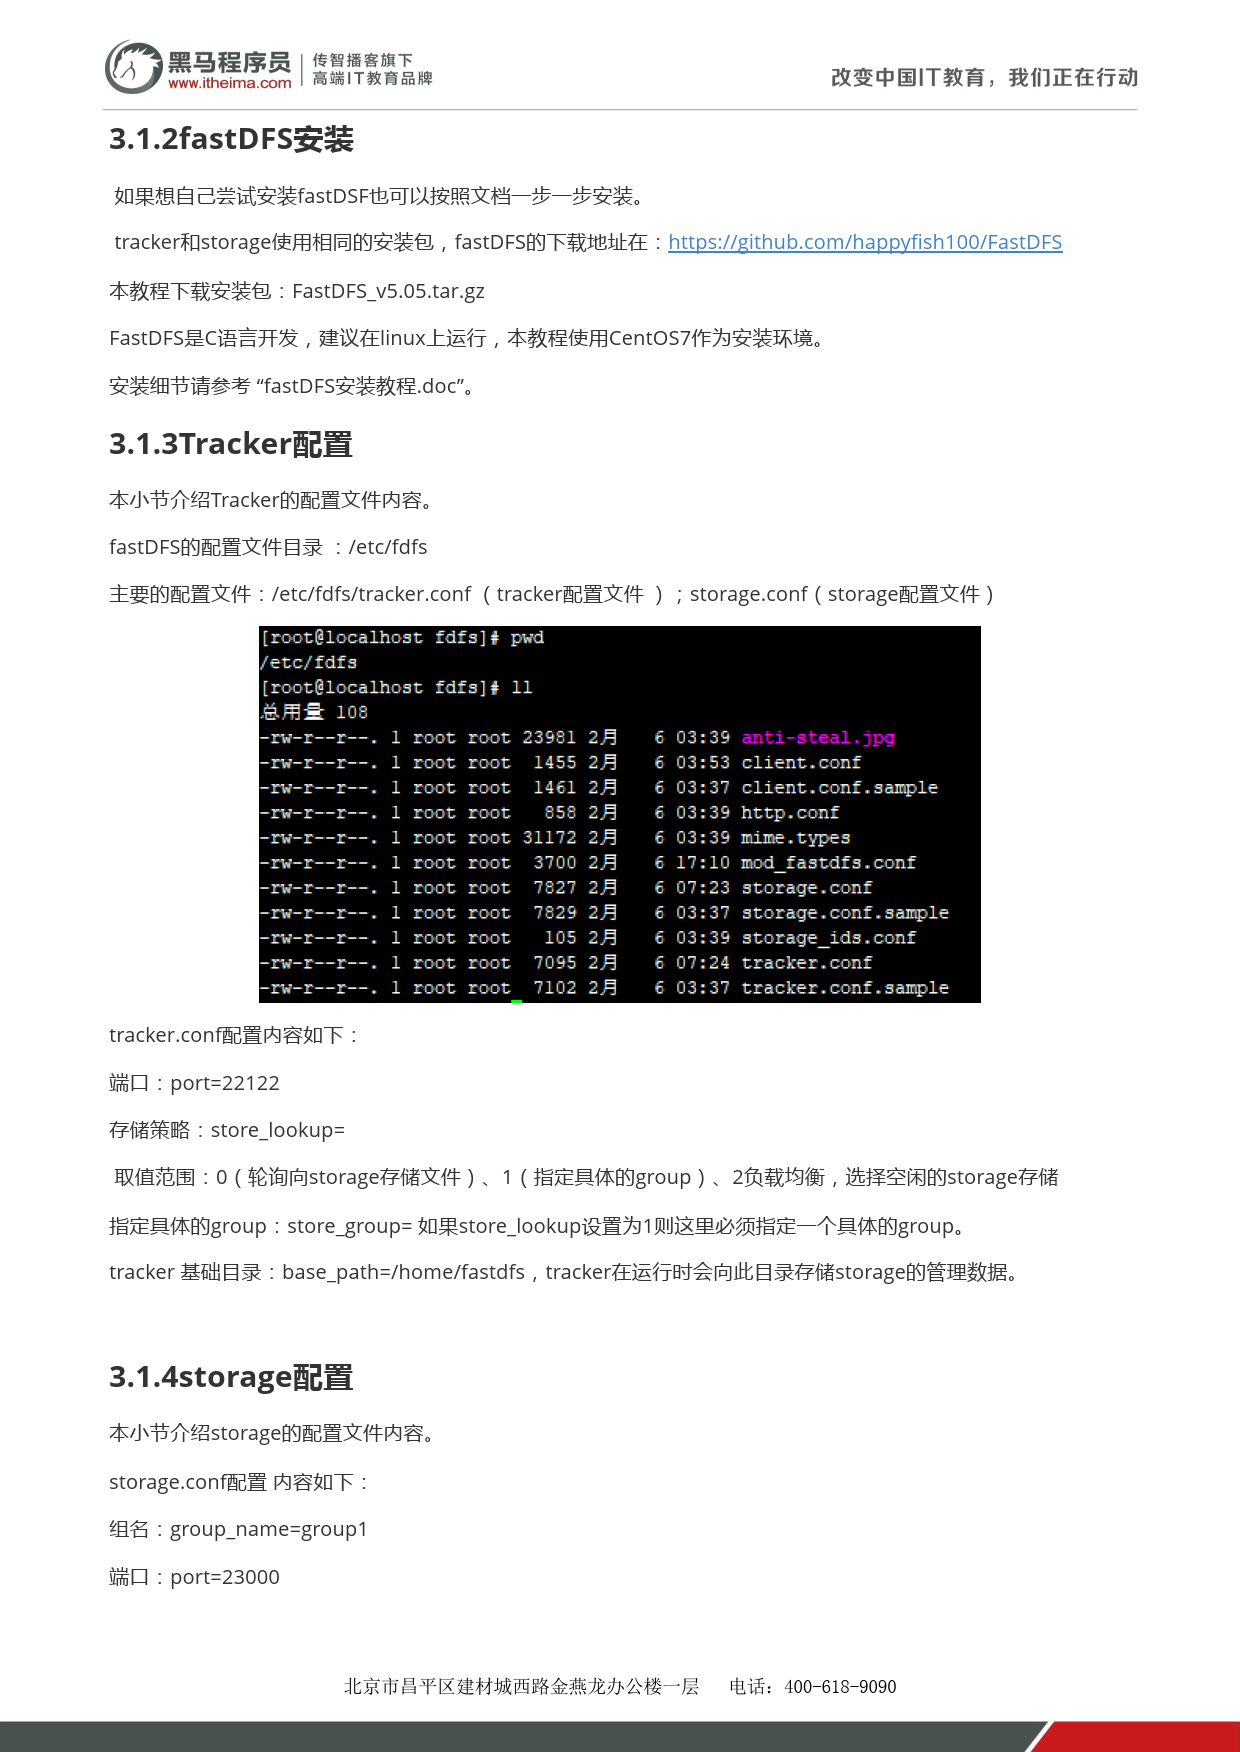 黑马程序员
www.itheima.com
传智播客旗下
高端IT教育品牌
改变中国IT教育，我们正在行动
3.1.2fastDFS安装
如果想自己尝试安装fastDSF也可以按照文档一步一步安装。
tracker和storage使用相同的安装包，fastDFS的下载地址在：https://github.com/happyfish100/FastDFS
本教程下载安装包：FastDFS_v5.05.tar.gz
FastDFS是C语言开发，建议在linux上运行，本教程使用CentOS7作为安装环境。
安装细节请参考 “fastDFS安装教程.doc”。
3.1.3Tracker配置
本小节介绍Tracker的配置文件内容。
fastDFS的配置文件目录 ：/etc/fdfs
主要的配置文件：/etc/fdfs/tracker.conf （tracker配置文件 ）；storage.conf（storage配置文件）
[root@localhost fdfs]# pwd
/etc/fdfs
[root@localhost fdfs]# ll
总用量 108
-rw-r--r--. 1 root root 23981 2月   6 03:39 anti-steal.jpg
-rw-r--r--. 1 root root  1455 2月   6 03:53 client.conf
-rw-r--r--. 1 root root  1461 2月   6 03:37 client.conf.sample
-rw-r--r--. 1 root root   858 2月   6 03:39 http.conf
-rw-r--r--. 1 root root 31172 2月   6 03:39 mime.types
-rw-r--r--. 1 root root  3700 2月   6 17:10 mod_fastdfs.conf
-rw-r--r--. 1 root root  7827 2月   6 07:23 storage.conf
-rw-r--r--. 1 root root  7829 2月   6 03:37 storage.conf.sample
-rw-r--r--. 1 root root   105 2月   6 03:39 storage_ids.conf
-rw-r--r--. 1 root root  7095 2月   6 07:24 tracker.conf
-rw-r--r--. 1 root root  7102 2月   6 03:37 tracker.conf.sample
tracker.conf配置内容如下：
端口：port=22122
存储策略：store_lookup=
取值范围：0（轮询向storage存储文件）、1（指定具体的group）、2负载均衡，选择空闲的storage存储
指定具体的group：store_group= 如果store_lookup设置为1则这里必须指定一个具体的group。
tracker 基础目录：base_path=/home/fastdfs，tracker在运行时会向此目录存储storage的管理数据。
3.1.4storage配置
本小节介绍storage的配置文件内容。
storage.conf配置 内容如下：
组名：group_name=group1
端口：port=23000
北京市昌平区建材城西路金燕龙办公楼一层   电话：400-618-9090